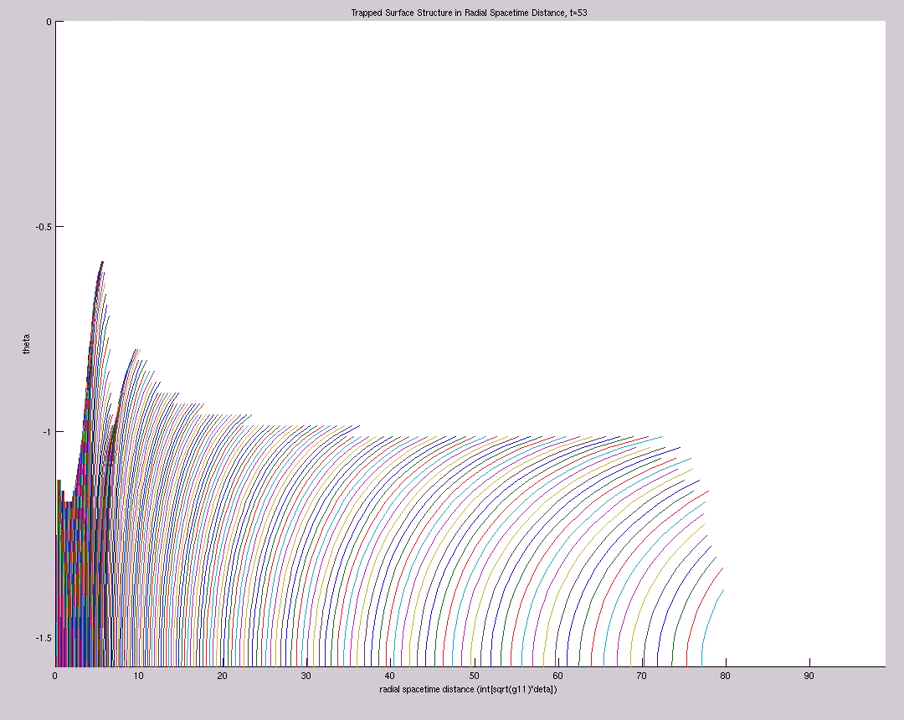 Trapped Surface Structure in Radial Spacetime Distance, t=53
0
-0.5
theta
-1
-1.5
0 10 20 30 40 50 60 70 80 90
radial spacetime distance (int[sqrt(g11)*deta])